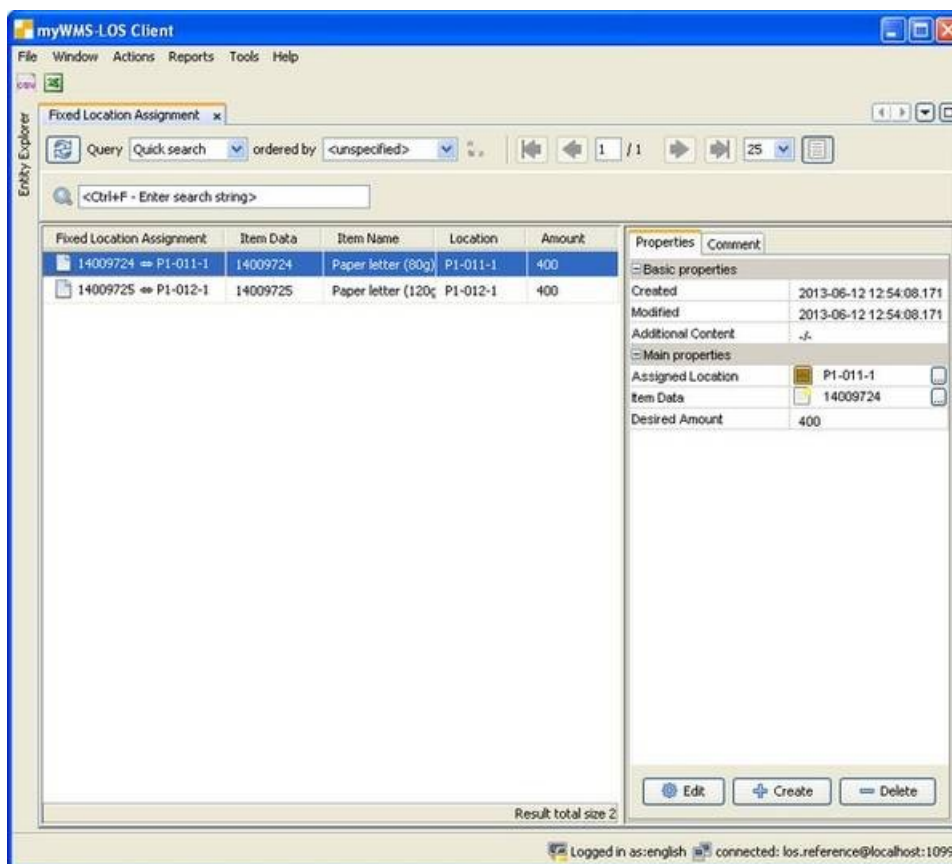 myWMS-LOS Client
File Window Actions Reports Tools Help
csv
Entity Explorer
Fixed Location Assignment x
Query Quick search ordered by <unspecified> 1 / 1 25
<Ctrl+F - Enter search string>
Fixed Location Assignment Item Data Item Name Location Amount
14009724 ⇔ P1-011-1 14009724 Paper letter (80g) P1-011-1 400
14009725 ⇔ P1-012-1 14009725 Paper letter (120g P1-012-1 400
Result total size 2
Properties Comment
Basic properties
Created 2013-06-12 12:54:08.171
Modified 2013-06-12 12:54:08.171
Additional Content -/-
Main properties
Assigned Location P1-011-1 ...
Item Data 14009724 ...
Desired Amount 400
Edit Create Delete
Logged in as:english connected: los.reference@localhost:1099